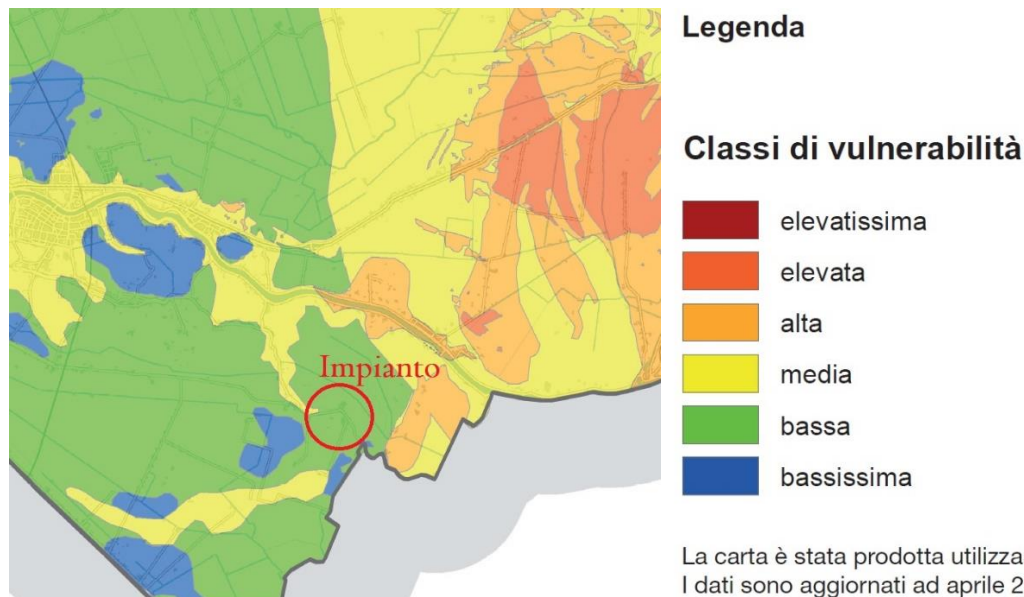 Impianto
Legenda
Classi di vulnerabilità
elevatissima
elevata
alta
media
bassa
bassissima
La carta è stata prodotta utilizza
I dati sono aggiornati ad aprile 2